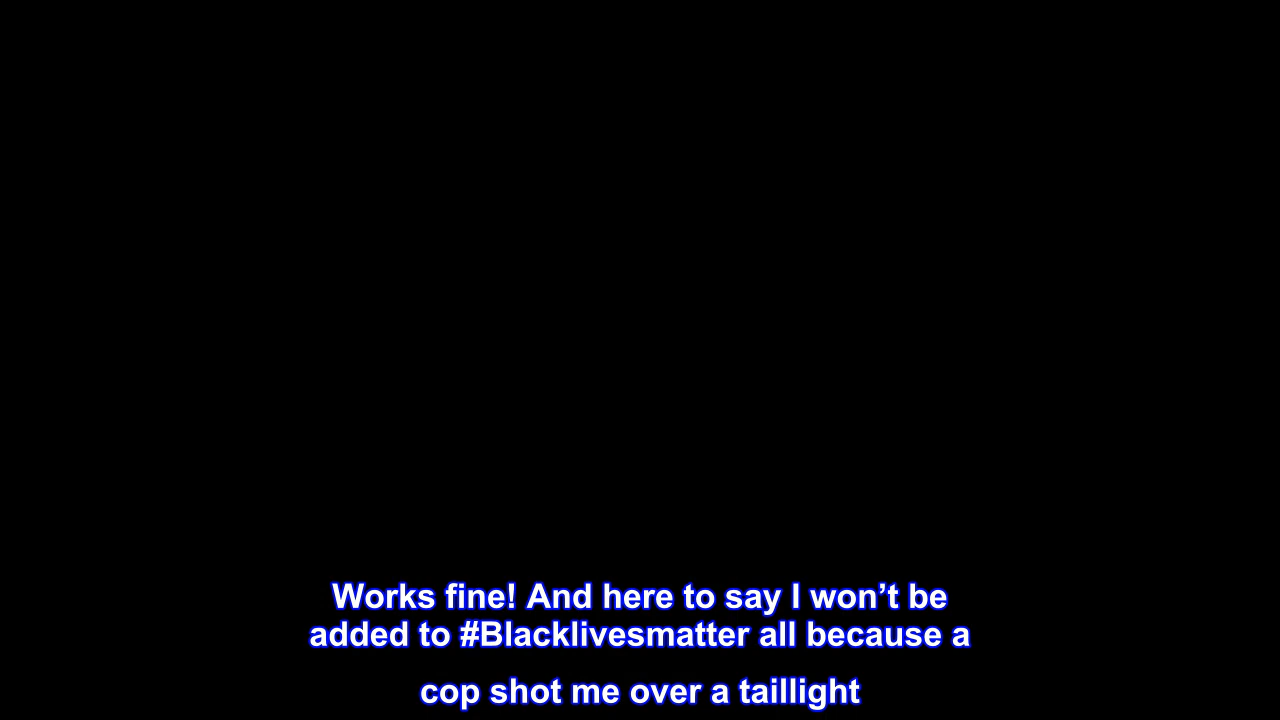 Works fine! And here to say I won’t be
added to #Blacklivesmatter all because a
cop shot me over a taillight